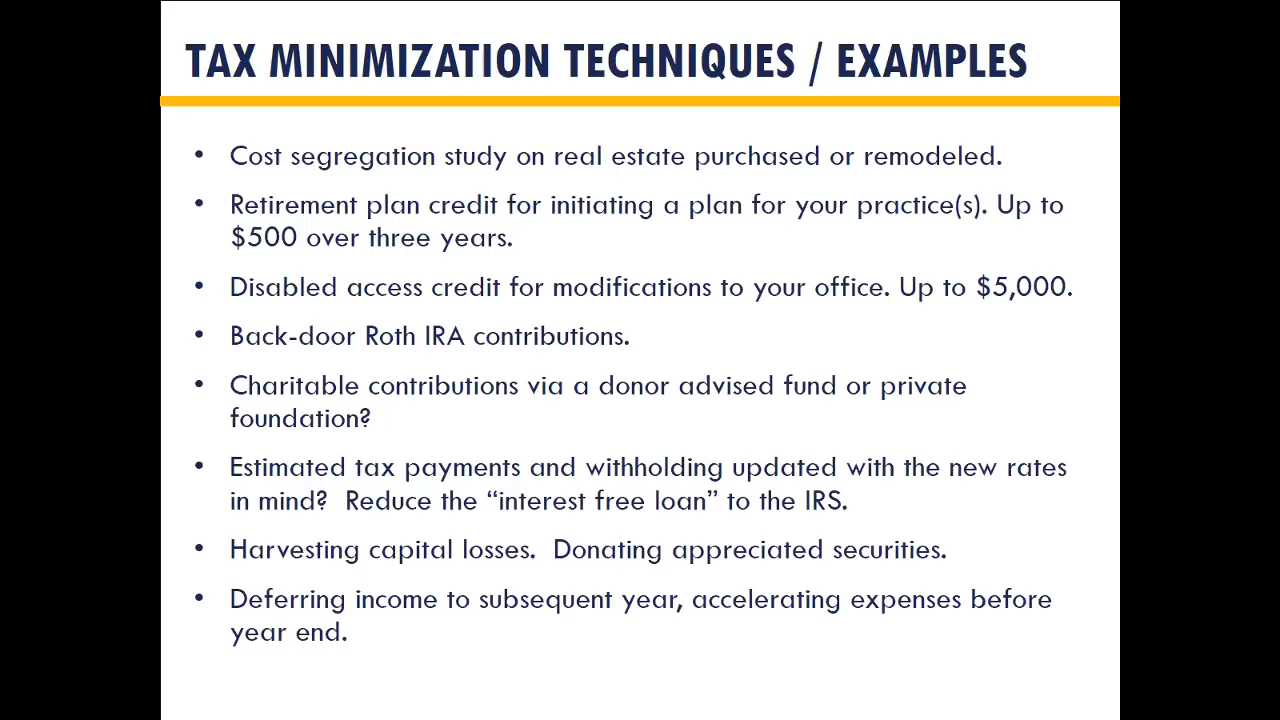 TAX MINIMIZATION TECHNIQUES / EXAMPLES
• Cost segregation study on real estate purchased or remodeled.
• Retirement plan credit for initiating a plan for your practice(s). Up to
$500 over three years.
• Disabled access credit for modifications to your office. Up to $5,000.
• Back-door Roth IRA contributions.
• Charitable contributions via a donor advised fund or private
foundation?
• Estimated tax payments and withholding updated with the new rates
in mind?  Reduce the “interest free loan” to the IRS.
• Harvesting capital losses.  Donating appreciated securities.
• Deferring income to subsequent year, accelerating expenses before
year end.